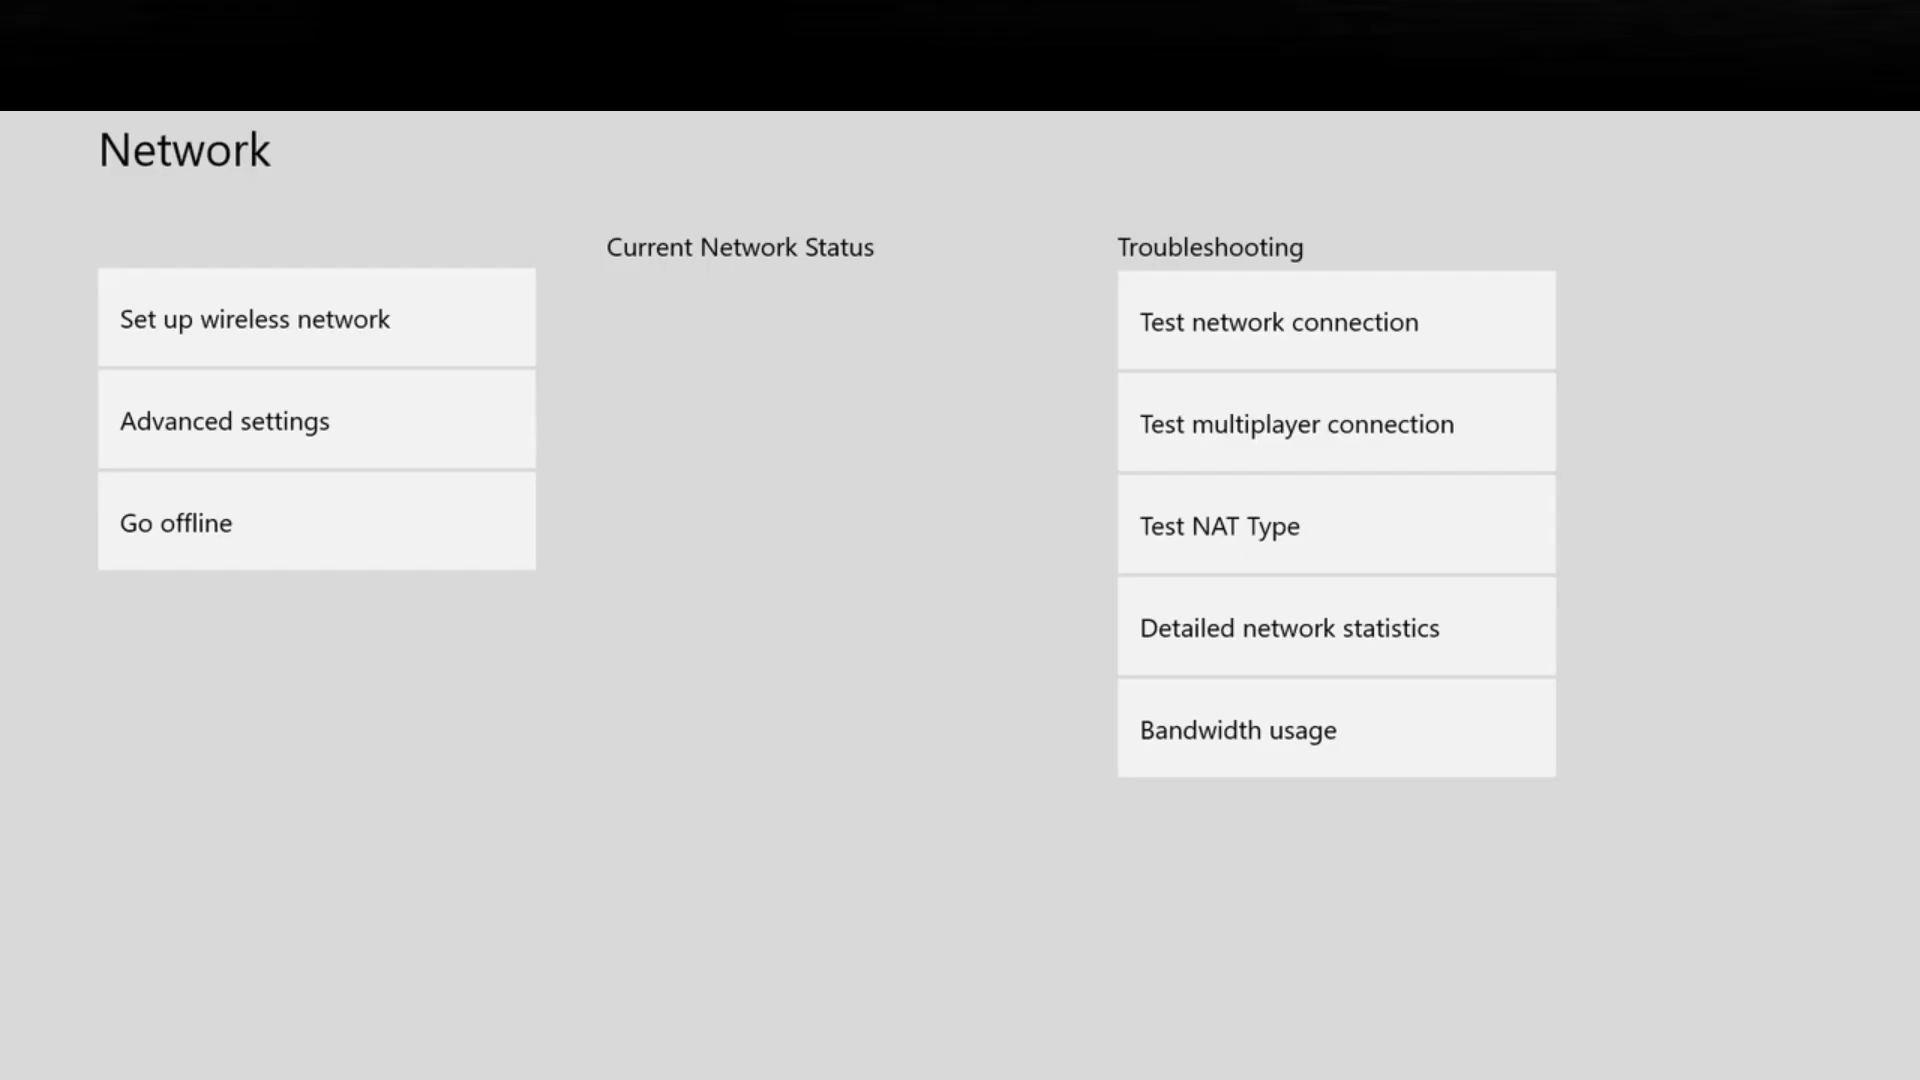 Network
Set up wireless network
Advanced settings
Go offline
Current Network Status
Troubleshooting
Test network connection
Test multiplayer connection
Test NAT Type
Detailed network statistics
Bandwidth usage